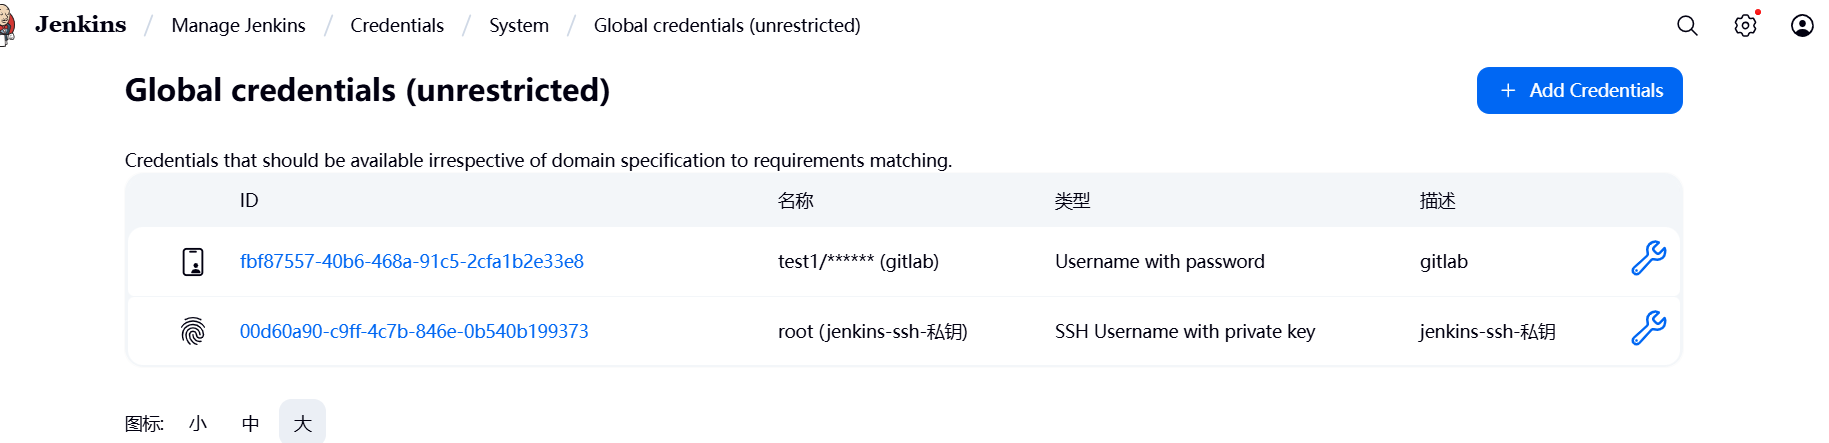 Jenkins / Manage Jenkins / Credentials / System / Global credentials (unrestricted)
Global credentials (unrestricted)
+ Add Credentials
Credentials that should be available irrespective of domain specification to requirements matching.
ID 名称 类型 描述
fbf87557-40b6-468a-91c5-2cfa1b2e33e8 test1/****** (gitlab) Username with password gitlab
00d60a90-c9ff-4c7b-846e-0b540b199373 root (jenkins-ssh-私钥) SSH Username with private key jenkins-ssh-私钥
图标: 小 中 大